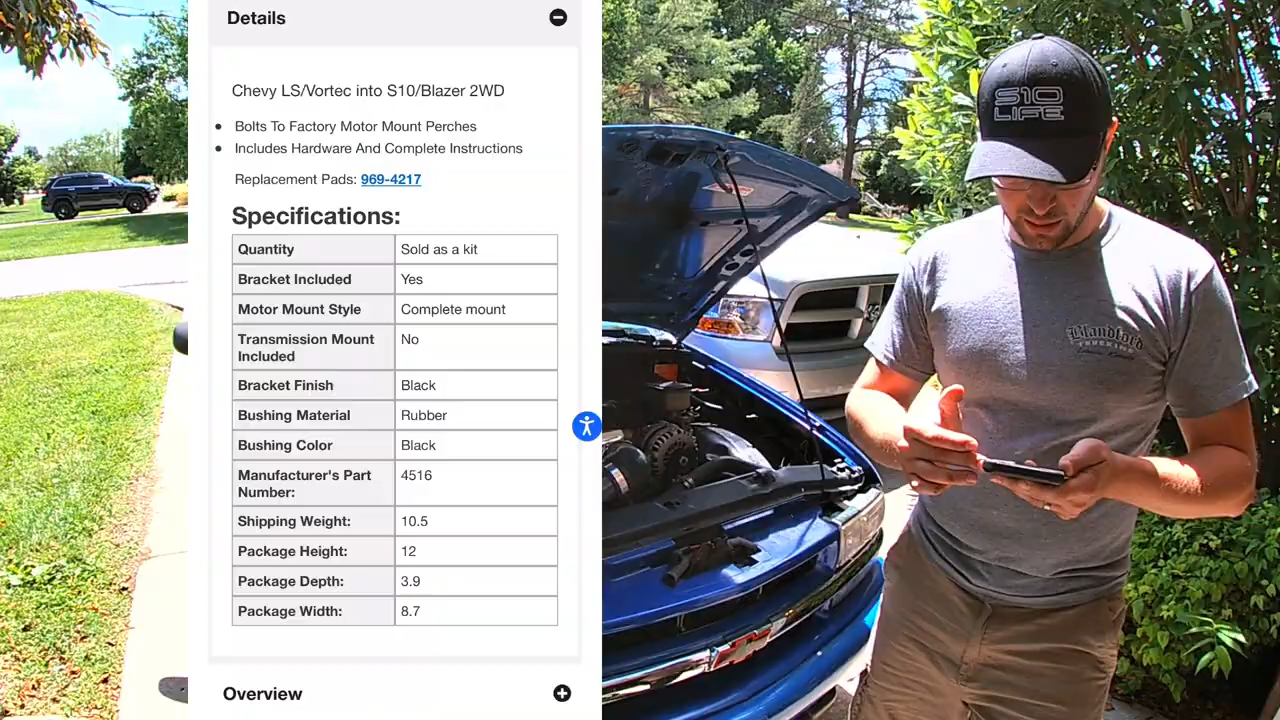 Details
Chevy LS/Vortec into S10/Blazer 2WD
Bolts To Factory Motor Mount Perches
Includes Hardware And Complete Instructions
Replacement Pads: 969-4217
Specifications:
Quantity Sold as a kit
Bracket Included Yes
Motor Mount Style Complete mount
Transmission Mount Included No
Bracket Finish Black
Bushing Material Rubber
Bushing Color Black
Manufacturer's Part Number: 4516
Shipping Weight: 10.5
Package Height: 12
Package Depth: 3.9
Package Width: 8.7
Overview
S10
LIFE
Blandford
TRUCKING